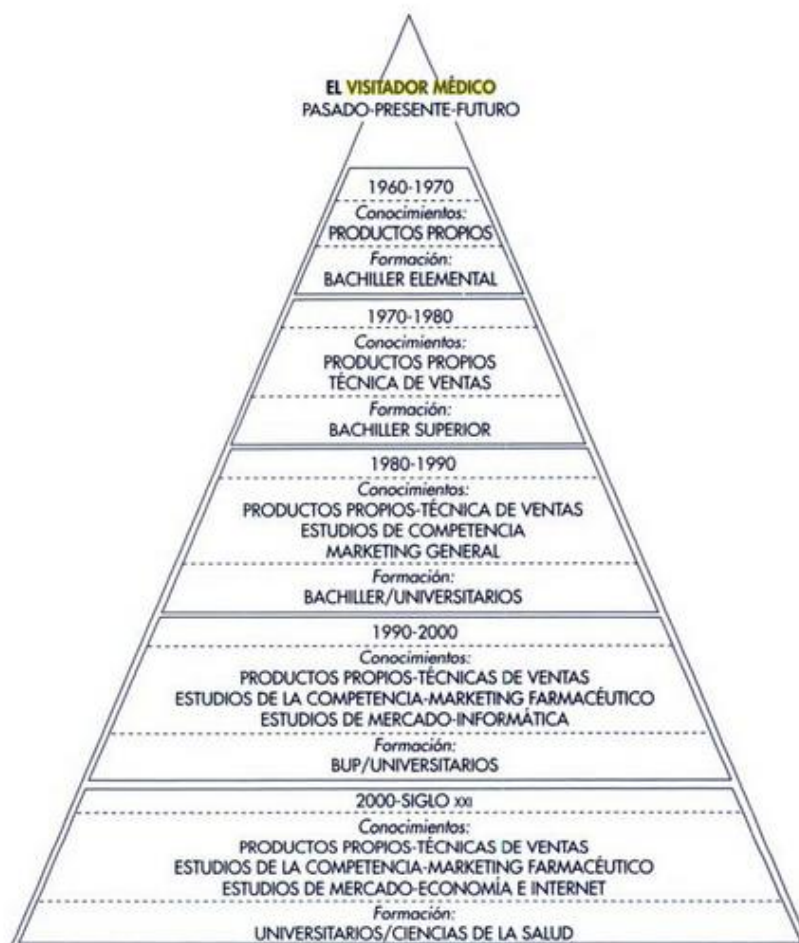 EL VISITADOR MÉDICO
PASADO-PRESENTE-FUTURO
1960-1970
Conocimientos:
PRODUCTOS PROPIOS
Formación:
BACHILLER ELEMENTAL
1970-1980
Conocimientos:
PRODUCTOS PROPIOS
TÉCNICA DE VENTAS
Formación:
BACHILLER SUPERIOR
1980-1990
Conocimientos:
PRODUCTOS PROPIOS-TÉCNICA DE VENTAS
ESTUDIOS DE COMPETENCIA
MARKETING GENERAL
Formación:
BACHILLER/UNIVERSITARIOS
1990-2000
Conocimientos:
PRODUCTOS PROPIOS-TÉCNICAS DE VENTAS
ESTUDIOS DE LA COMPETENCIA-MARKETING FARMACÉUTICO
ESTUDIOS DE MERCADO-INFORMÁTICA
Formación:
BUP/UNIVERSITARIOS
2000-SIGLO XXI
Conocimientos:
PRODUCTOS PROPIOS-TÉCNICAS DE VENTAS
ESTUDIOS DE LA COMPETENCIA-MARKETING FARMACÉUTICO
ESTUDIOS DE MERCADO-ECONOMÍA E INTERNET
Formación:
UNIVERSITARIOS/CIENCIAS DE LA SALUD